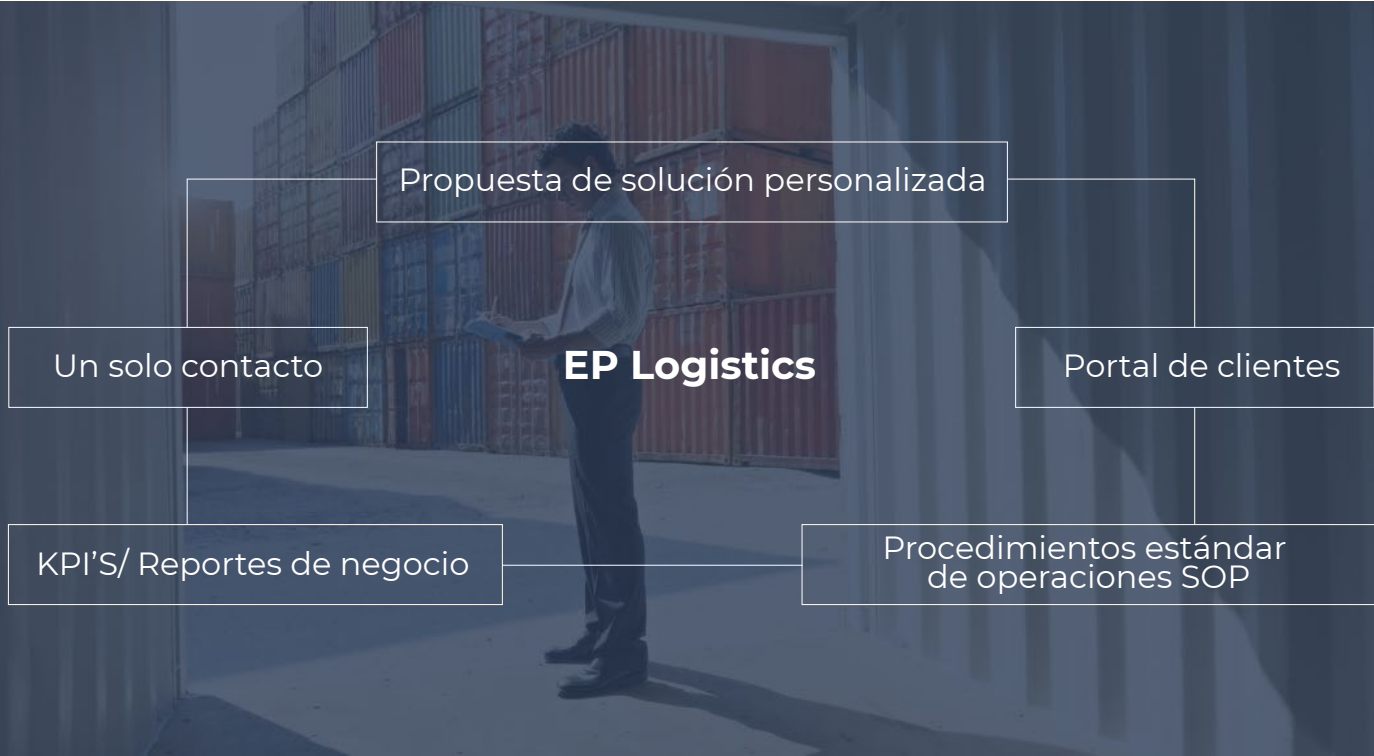 Propuesta de solución personalizada
Un solo contacto
EP Logistics
Portal de clientes
KPI’S/ Reportes de negocio
Procedimientos estándar
de operaciones SOP